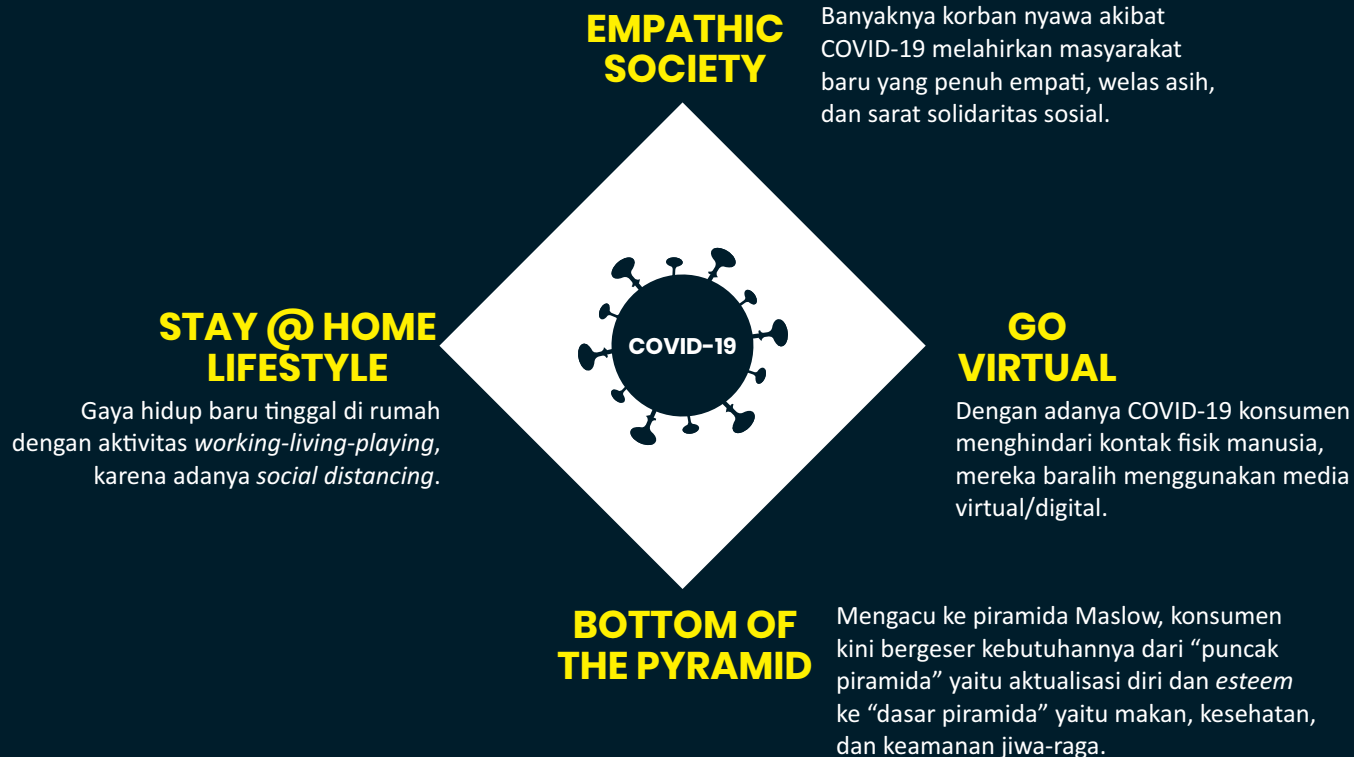 EMPATHIC
SOCIETY
Banyaknya korban nyawa akibat
COVID-19 melahirkan masyarakat
baru yang penuh empati, welas asih,
dan sarat solidaritas sosial.
STAY @ HOME
LIFESTYLE
Gaya hidup baru tinggal di rumah
dengan aktivitas working-living-playing,
karena adanya social distancing.
COVID-19
GO
VIRTUAL
Dengan adanya COVID-19 konsumen
menghindari kontak fisik manusia,
mereka baralih menggunakan media
virtual/digital.
BOTTOM OF
THE PYRAMID
Mengacu ke piramida Maslow, konsumen
kini bergeser kebutuhannya dari “puncak
piramida” yaitu aktualisasi diri dan esteem
ke “dasar piramida” yaitu makan, kesehatan,
dan keamanan jiwa-raga.